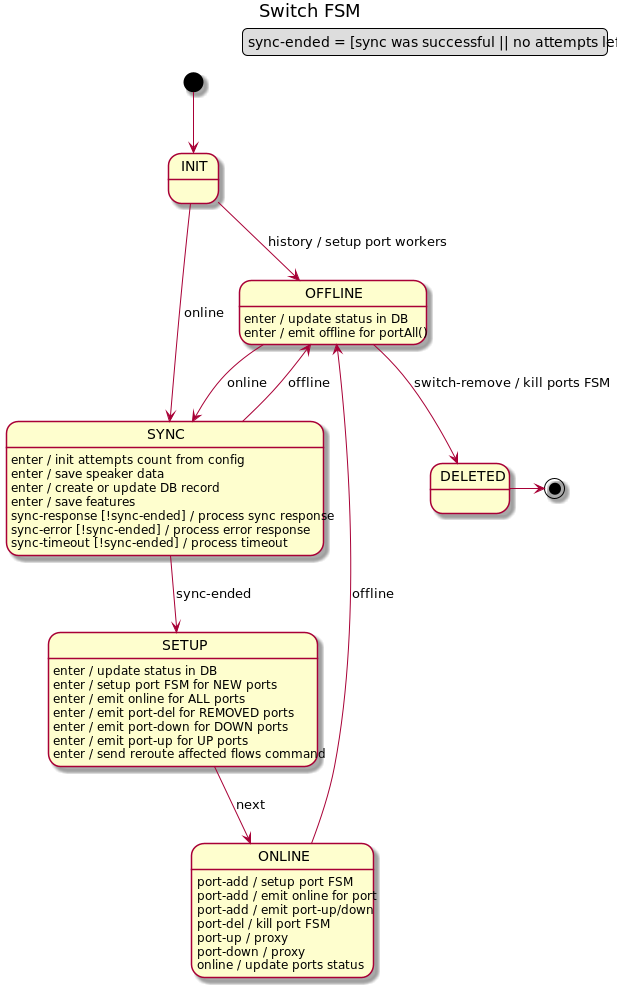 Switch FSM
sync-ended = [sync was successful || no attempts lef
INIT
history / setup port workers
OFFLINE
enter / update status in DB
enter / emit offline for portAll()
online
online
offline
switch-remove / kill ports FSM
SYNC
enter / init attempts count from config
enter / save speaker data
enter / create or update DB record
enter / save features
sync-response [!sync-ended] / process sync response
sync-error [!sync-ended] / process error response
sync-timeout [!sync-ended] / process timeout
DELETED
sync-ended
offline
SETUP
enter / update status in DB
enter / setup port FSM for NEW ports
enter / emit online for ALL ports
enter / emit port-del for REMOVED ports
enter / emit port-down for DOWN ports
enter / emit port-up for UP ports
enter / send reroute affected flows command
next
ONLINE
port-add / setup port FSM
port-add / emit online for port
port-add / emit port-up/down
port-del / kill port FSM
port-up / proxy
port-down / proxy
online / update ports status